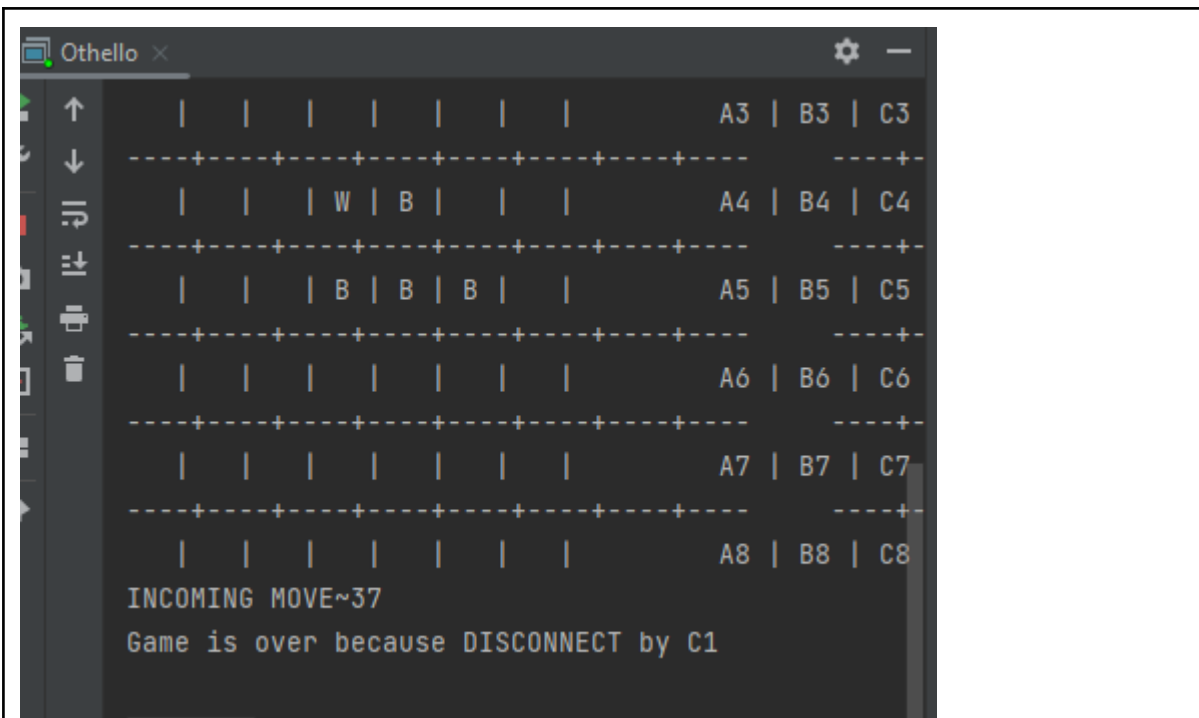 Othello
| | | | | | | A3 | B3 | C3
----+----+----+----+----+----+----+---- ----+-
| | | W | B | | | A4 | B4 | C4
----+----+----+----+----+----+----+---- ----+-
| | | B | B | B | | A5 | B5 | C5
----+----+----+----+----+----+----+---- ----+-
| | | | | | | A6 | B6 | C6
----+----+----+----+----+----+----+---- ----+-
| | | | | | | A7 | B7 | C7
----+----+----+----+----+----+----+---- ----+-
| | | | | | | A8 | B8 | C8
INCOMING MOVE~37
Game is over because DISCONNECT by C1